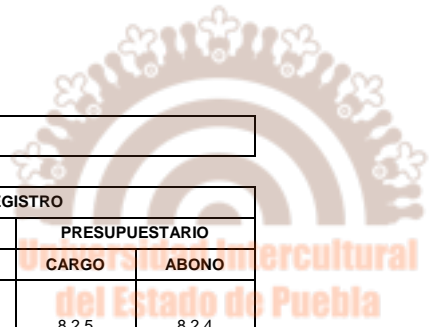 EGISTRO
PRESUPUESTARIO
CARGO ABONO
Universidad Intercultural
del Estado de Puebla
8.2.5 8.2.4